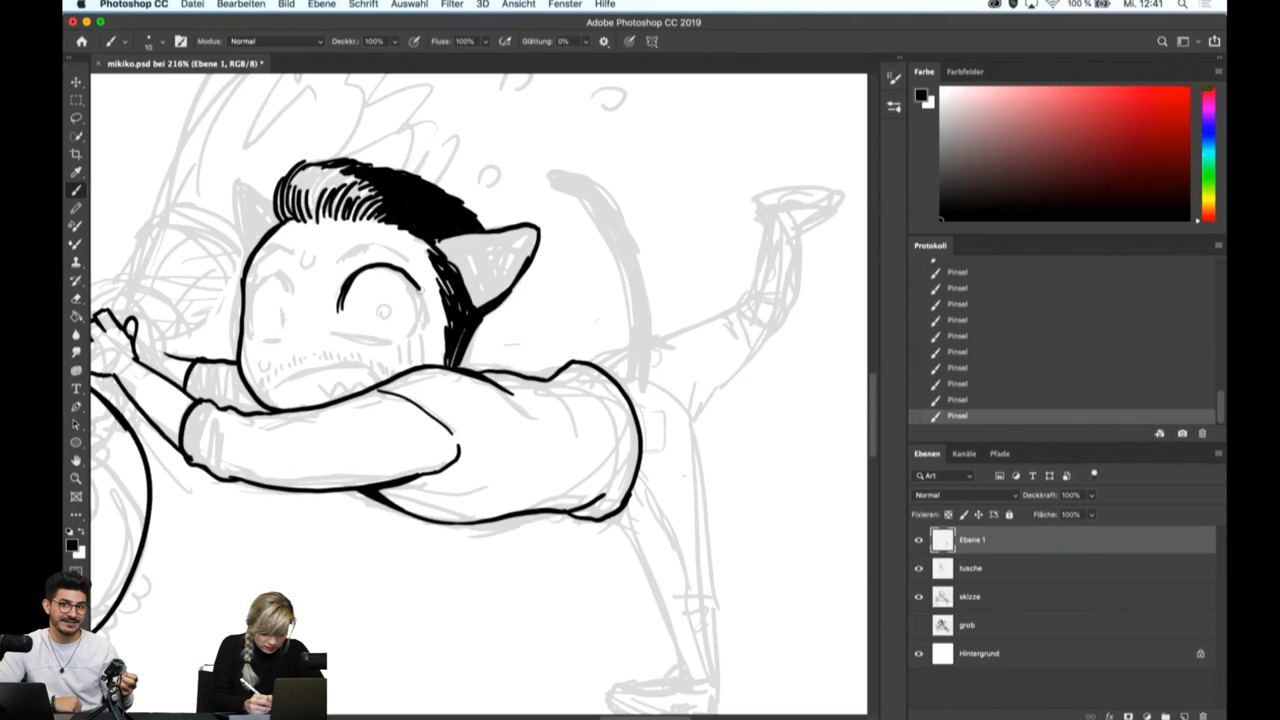 Photoshop CC Datei Bearbeiten Bild Ebene Schrift Auswahl Filter 3D Ansicht Fenster Hilfe 100 % Mi. 12:41
Adobe Photoshop CC 2019
10 Modus: Normal Deckkr.: 100% Fluss: 100% Glättung: 0%
× mikiko.psd bei 216% (Ebene 1, RGB/8) *
Farbe Farbfelder
Protokoll
Pinsel
Pinsel
Pinsel
Pinsel
Pinsel
Pinsel
Pinsel
Pinsel
Pinsel
Pinsel
Ebenen Kanäle Pfade
Art
Normal Deckkraft: 100%
Fixieren: Fläche: 100%
Ebene 1
tusche
skizze
grob
Hintergrund
fx